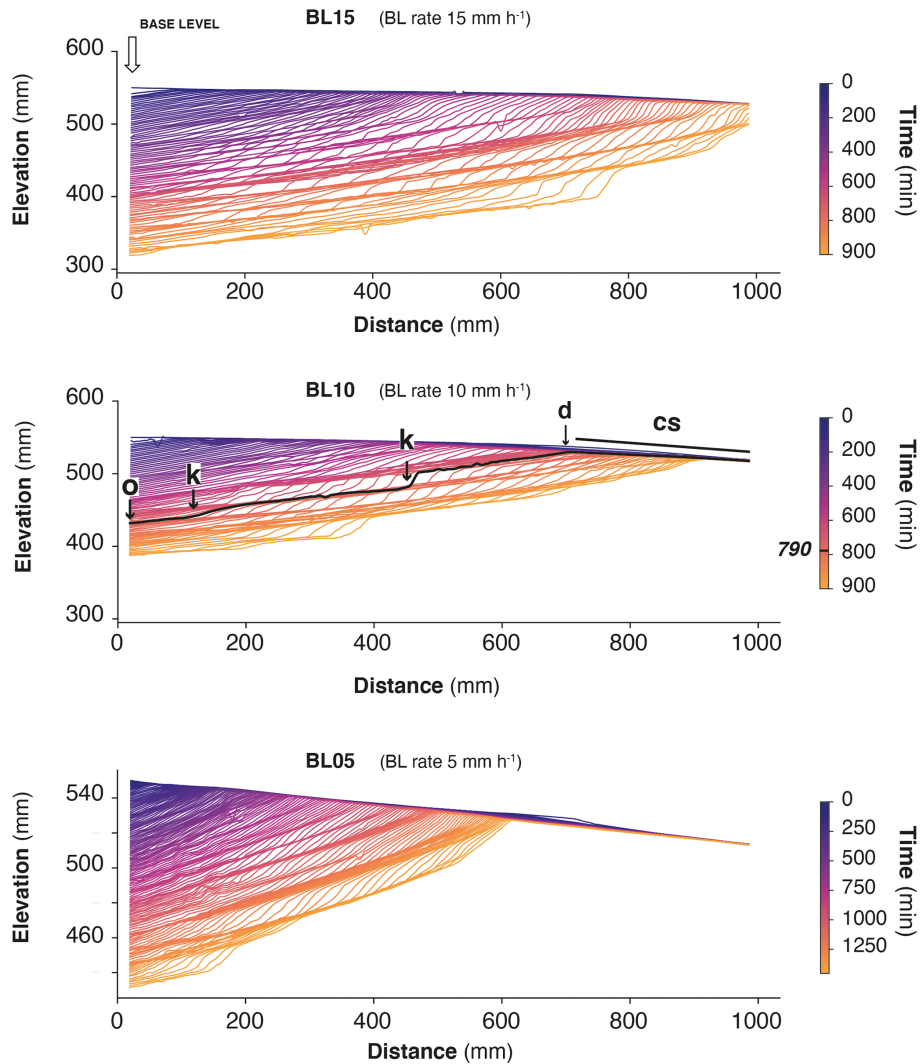 BL15 (BL rate 15 mm h⁻¹)
BASE LEVEL
Elevation (mm)
600
500
400
300
0 200 400 600 800 1000
Distance (mm)
0
200
400
600
800
900
Time (min)
BL10 (BL rate 10 mm h⁻¹)
Elevation (mm)
600
500
400
300
o
k
k
d
cs
0 200 400 600 800 1000
Distance (mm)
0
200
400
600
790
800
900
Time (min)
BL05 (BL rate 5 mm h⁻¹)
Elevation (mm)
540
500
460
0 200 400 600 800 1000
Distance (mm)
0
250
500
750
1000
1250
Time (min)